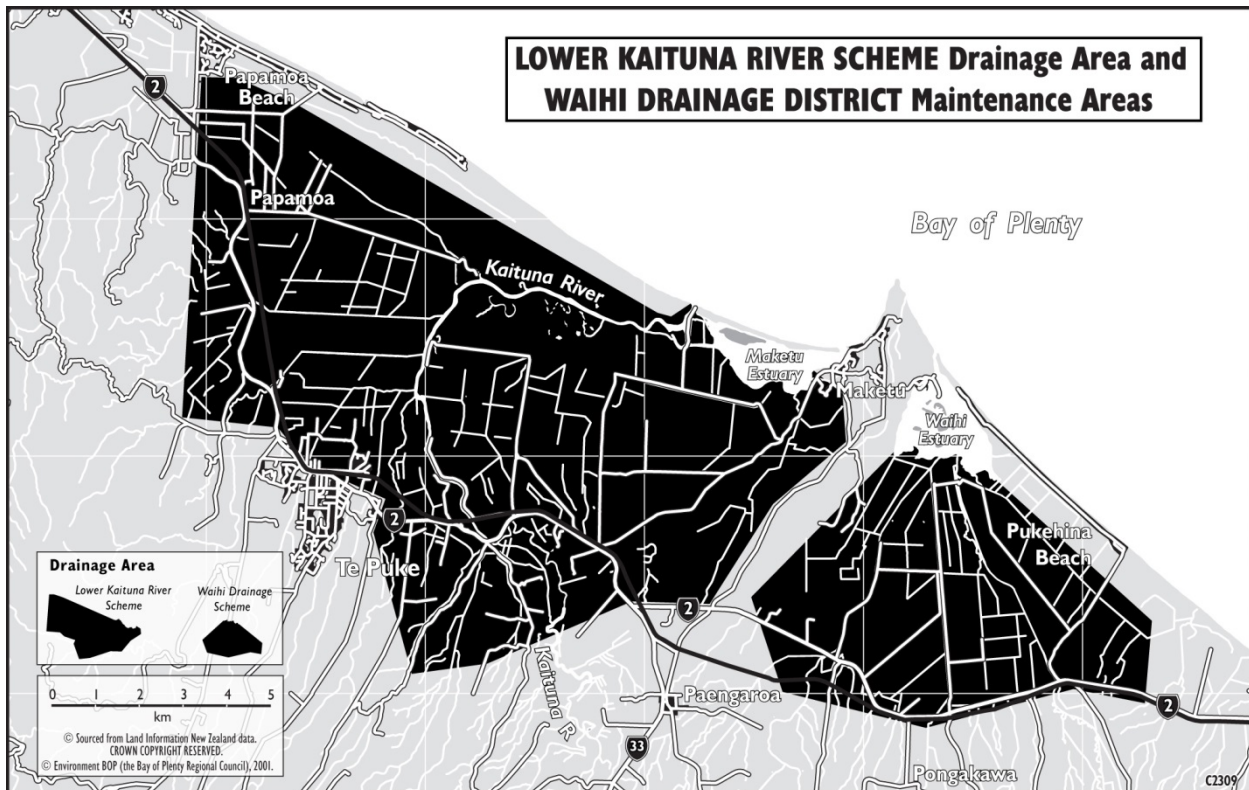 LOWER KAITUNA RIVER SCHEME Drainage Area and
WAIHI DRAINAGE DISTRICT Maintenance Areas
2
Papamoa
Beach
Papamoa
Bay of Plenty
Kaituna River
Maketu
Estuary
Maketu
Waihi
Estuary
Pukehina
Beach
2
Te Puke
2
Kaituna R
Paengaroa
2
33
Pongakawa
Drainage Area
Lower Kaituna River
Scheme
Waihi Drainage
Scheme
0 1 2 3 4 5
km
© Sourced from Land Information New Zealand data.
CROWN COPYRIGHT RESERVED.
© Environment BOP (the Bay of Plenty Regional Council), 2001.
C2309